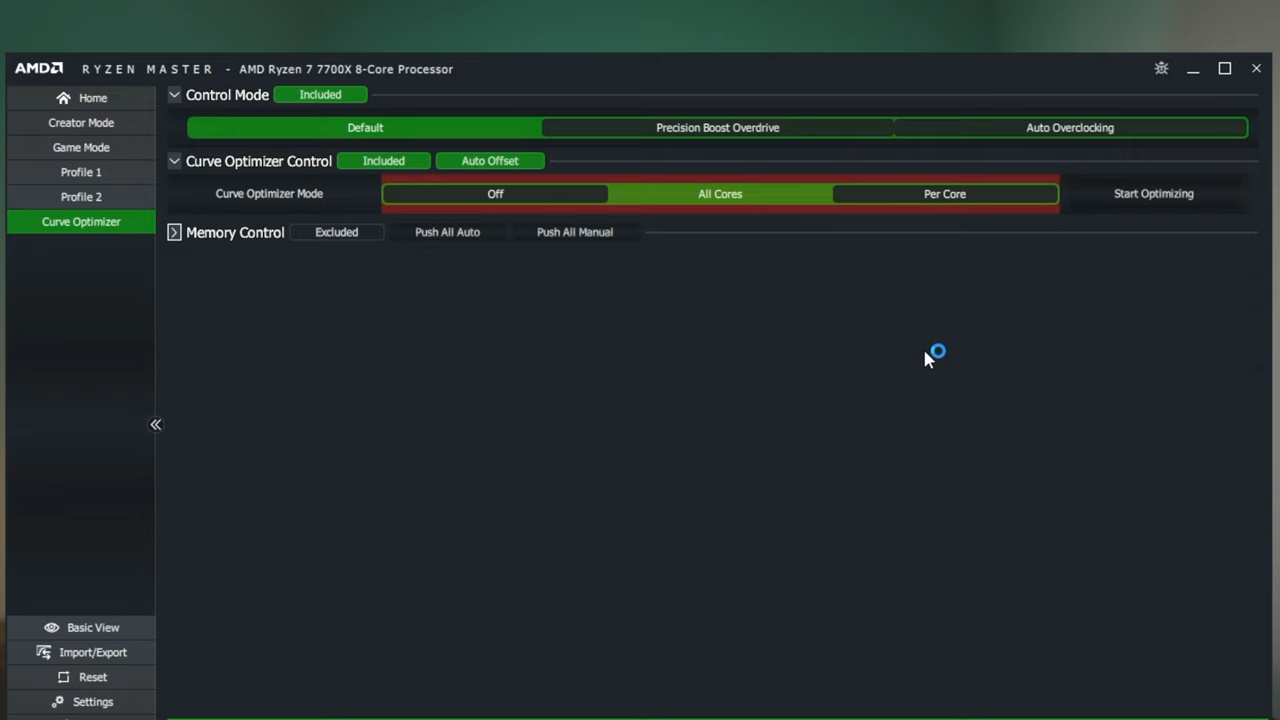 AMD RYZEN MASTER - AMD Ryzen 7 7700X 8-Core Processor
Home
Creator Mode
Game Mode
Profile 1
Profile 2
Curve Optimizer
Control Mode Included
Default Precision Boost Overdrive Auto Overclocking
Curve Optimizer Control Included Auto Offset
Curve Optimizer Mode Off All Cores Per Core Start Optimizing
Memory Control Excluded Push All Auto Push All Manual
Basic View
Import/Export
Reset
Settings